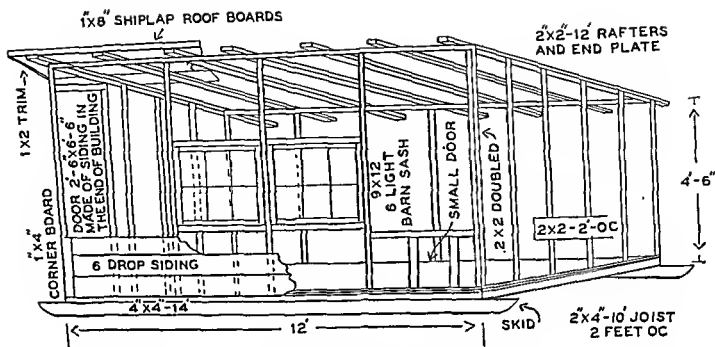 1"X8" SHIPLAP ROOF BOARDS
2"X2"-12' RAFTERS
AND END PLATE
1X2 TRIM
DOOR 2'-6"X6'-6"
MADE OF SIDING IN
THE END OF BUILDING
9X12
6 LIGHT
BARN SASH
SMALL DOOR
2X2 DOUBLED
4'-6"
1"X4"
CORNER BOARD
2X2-2'-OC
6 DROP SIDING
4"X4"-14'
12'
SKID
2"X4"-10' JOIST
2 FEET OC